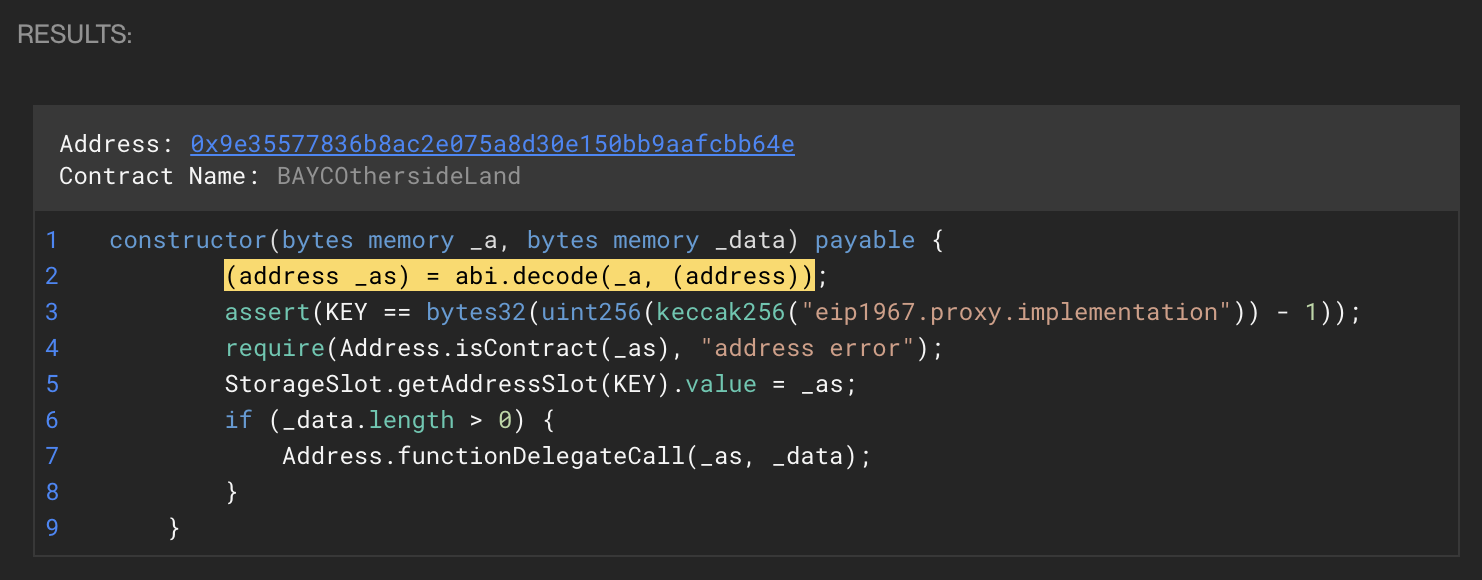 RESULTS:
Address: 0x9e35577836b8ac2e075a8d30e150bb9aafcbb64e
Contract Name: BAYCOthersideLand
1 constructor(bytes memory _a, bytes memory _data) payable {
2 (address _as) = abi.decode(_a, (address));
3 assert(KEY == bytes32(uint256(keccak256("eip1967.proxy.implementation")) - 1));
4 require(Address.isContract(_as), "address error");
5 StorageSlot.getAddressSlot(KEY).value = _as;
6 if (_data.length > 0) {
7 Address.functionDelegateCall(_as, _data);
8 }
9 }